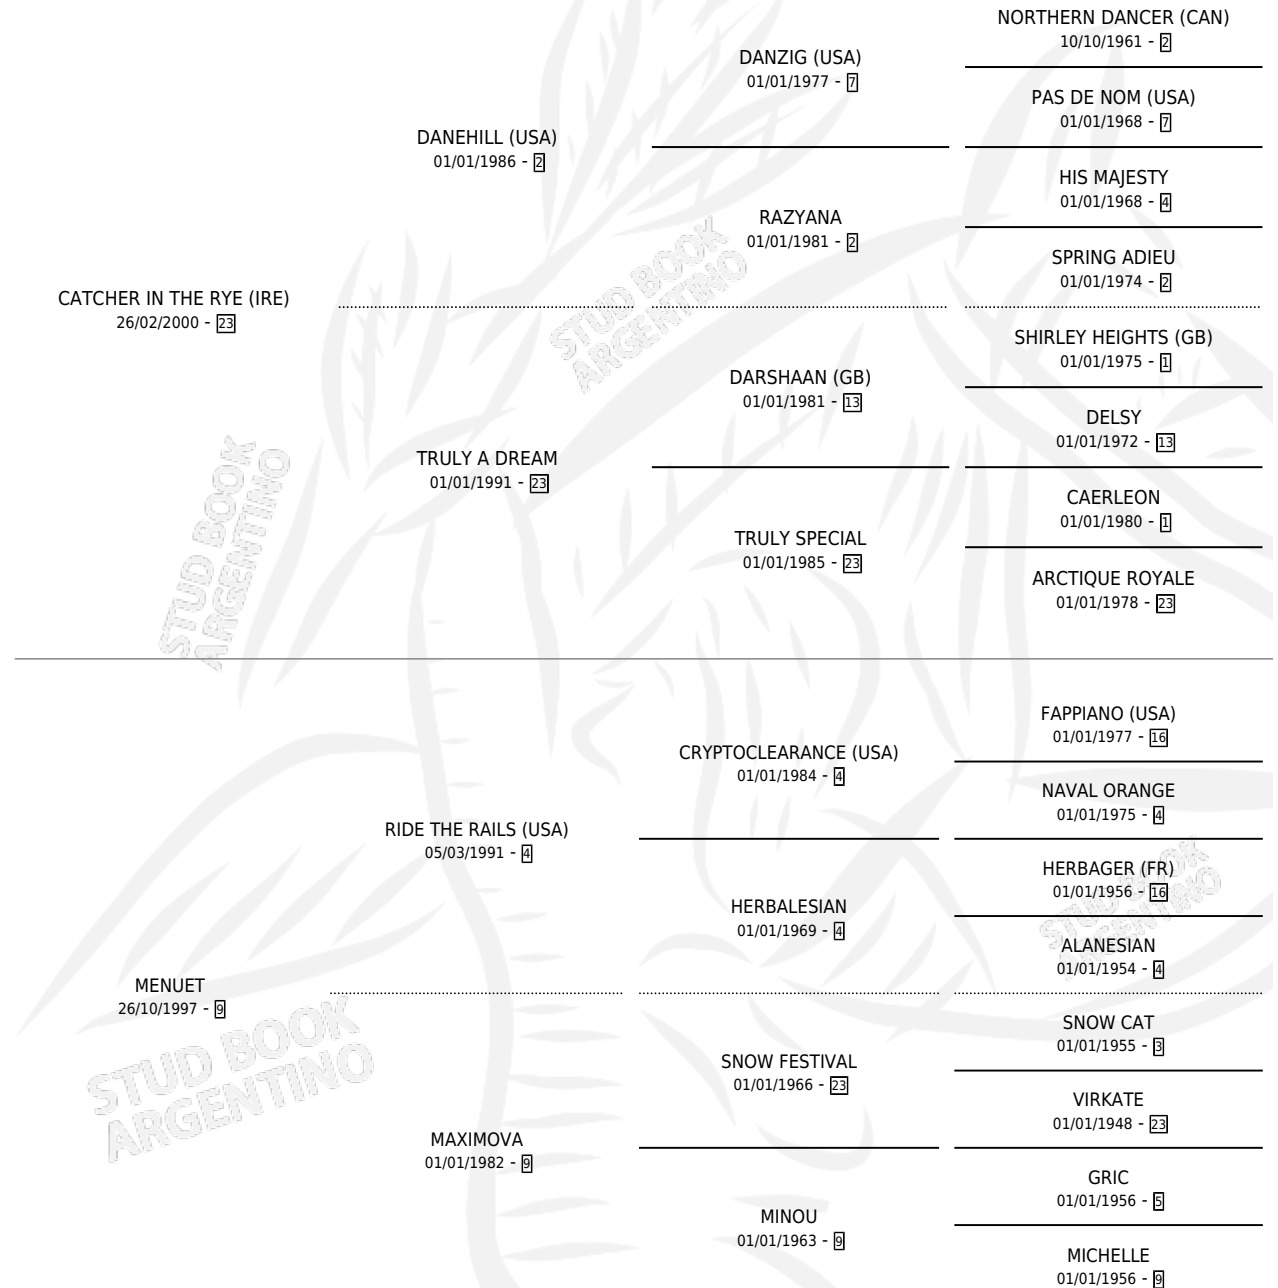 NORTHERN DANCER (CAN)
10/10/1961 - 2
DANZIG (USA)
01/01/1977 - 7
PAS DE NOM (USA)
01/01/1968 - 7
DANEHILL (USA)
01/01/1986 - 2
HIS MAJESTY
01/01/1968 - 4
RAZYANA
01/01/1981 - 2
SPRING ADIEU
01/01/1974 - 2
CATCHER IN THE RYE (IRE)
26/02/2000 - 23
STUD BOOK
ARGENTINO
SHIRLEY HEIGHTS (GB)
01/01/1975 - 1
DARSHAAN (GB)
01/01/1981 - 13
DELSY
01/01/1972 - 13
TRULY A DREAM
01/01/1991 - 23
CAERLEON
01/01/1980 - 1
TRULY SPECIAL
01/01/1985 - 23
ARCTIQUE ROYALE
01/01/1978 - 23
STUD BOOK
ARGENTINO
FAPPIANO (USA)
01/01/1977 - 16
CRYPTOCLEARANCE (USA)
01/01/1984 - 4
NAVAL ORANGE
01/01/1975 - 4
RIDE THE RAILS (USA)
05/03/1991 - 4
HERBAGER (FR)
01/01/1956 - 16
HERBALESIAN
01/01/1969 - 4
ALANESIAN
01/01/1954 - 4
STUD BOOK
ARGENTINO
MENUET
26/10/1997 - 9
SNOW CAT
01/01/1955 - 3
SNOW FESTIVAL
01/01/1966 - 23
VIRKATE
01/01/1948 - 23
STUD BOOK
ARGENTINO
MAXIMOVA
01/01/1982 - 9
GRIC
01/01/1956 - 5
MINOU
01/01/1963 - 9
MICHELLE
01/01/1956 - 9